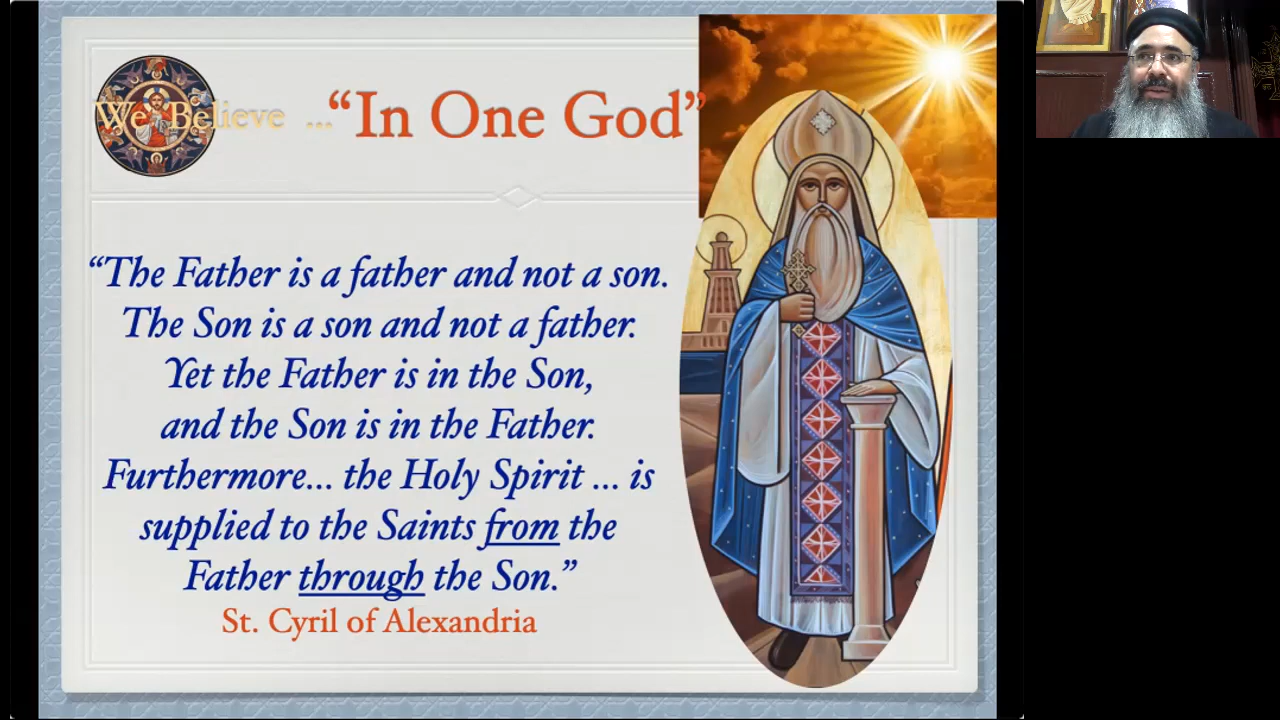 We Believe ...“In One God”
“The Father is a father and not a son.
The Son is a son and not a father.
Yet the Father is in the Son,
and the Son is in the Father.
Furthermore... the Holy Spirit ... is
supplied to the Saints from the
Father through the Son.”
St. Cyril of Alexandria